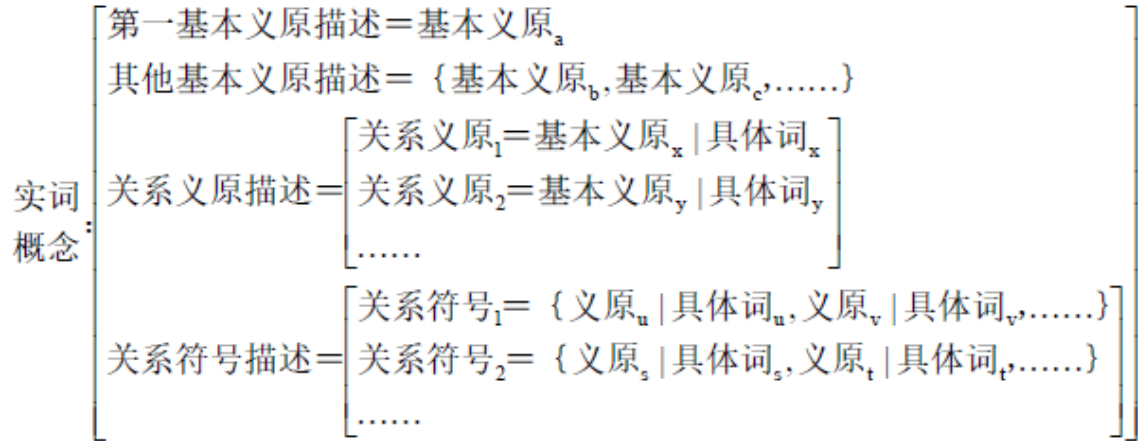 第一基本义原描述=基本义原a
其他基本义原描述={基本义原b,基本义原c,......}
实词概念:
关系义原描述=
关系义原1=基本义原x|具体词x
关系义原2=基本义原y|具体词y
......
关系符号描述=
关系符号1={义原u|具体词u,义原v|具体词v,......}
关系符号2={义原s|具体词s,义原t|具体词t,......}
......